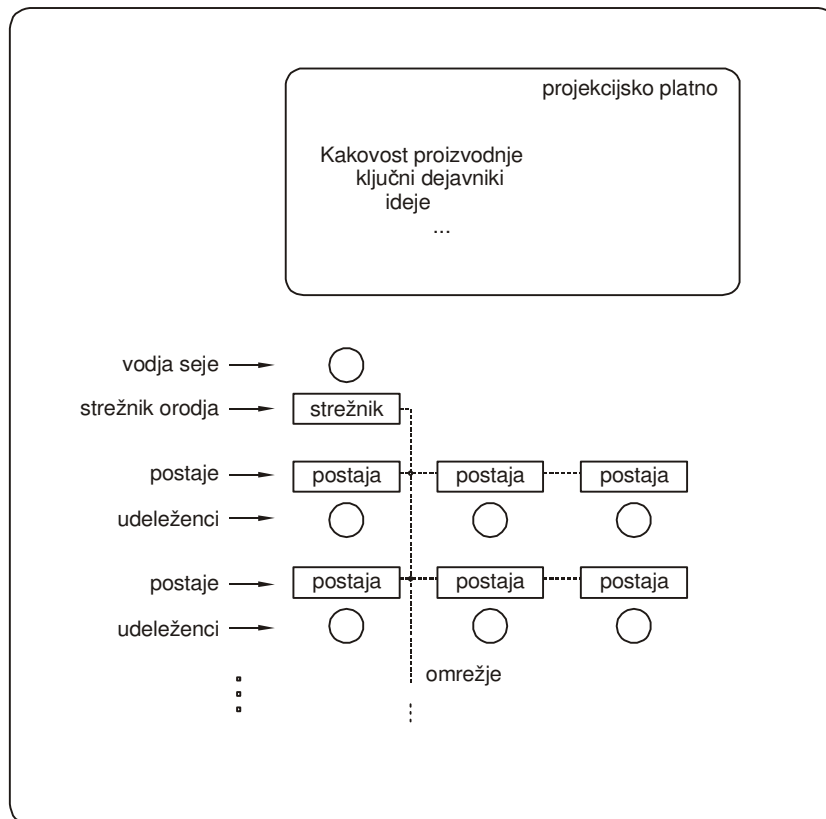 projekcijsko platno
Kakovost proizvodnje
ključni dejavniki
ideje
...
vodja seje
strežnik orodja strežnik
postaje postaja postaja postaja
udeleženci
postaje postaja postaja postaja
udeleženci
omrežje